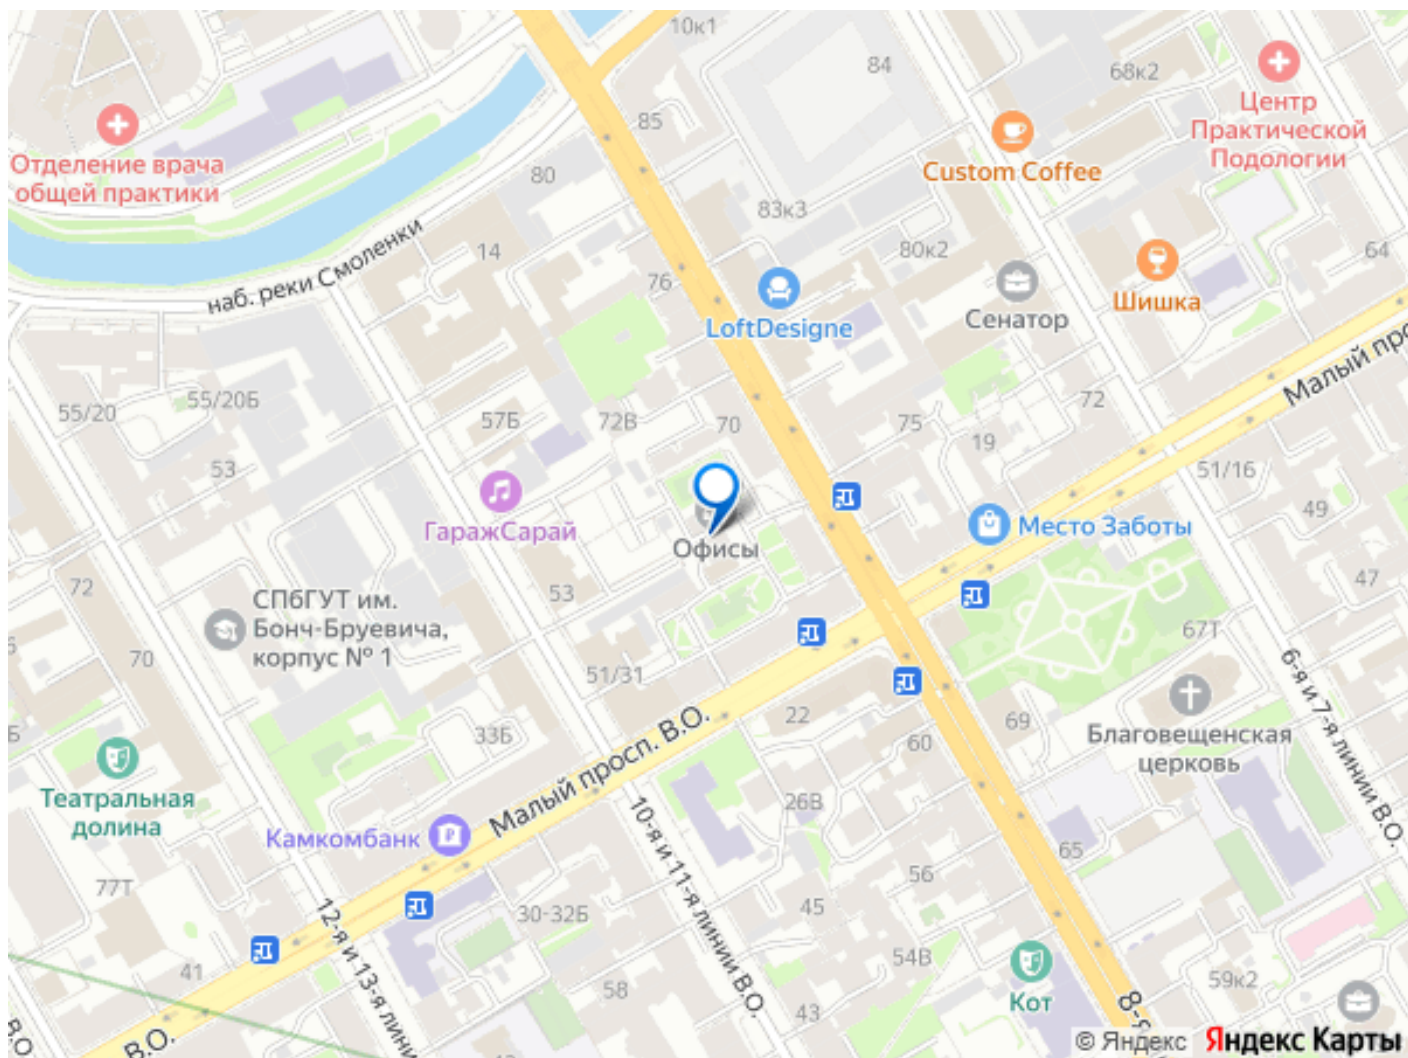 10к1
84
68к2
Центр
Практической
Подологии
85
Custom Coffee
Отделение врача
общей практики
80
83к3
14
80к2
64
наб. реки Смоленки
76
Сенатор
Шишка
LoftDesigne
Малый про
55/20
55/20Б
57Б
72В
70
75
19
72
53
51/16
49
ГаражСарай
Место Заботы
Офисы
47
72
СПбГУТ им.
Бонч-Бруевича,
корпус № 1
53
67Т
70
51/31
6-я и 7-я линии В.О.
Б
33Б
22
69
60
Благовещенская
церковь
Малый просп. В.О.
Театральная
долина
Камкомбанк
26В
10-я и 11-я линии В.О.
65
77Т
56
30-32Б
45
12-я и 13-я лини
41
54В
58
59к2
43
Кот
8-я
В.О.
В.О.
44
© Яндекс Яндекс Карты